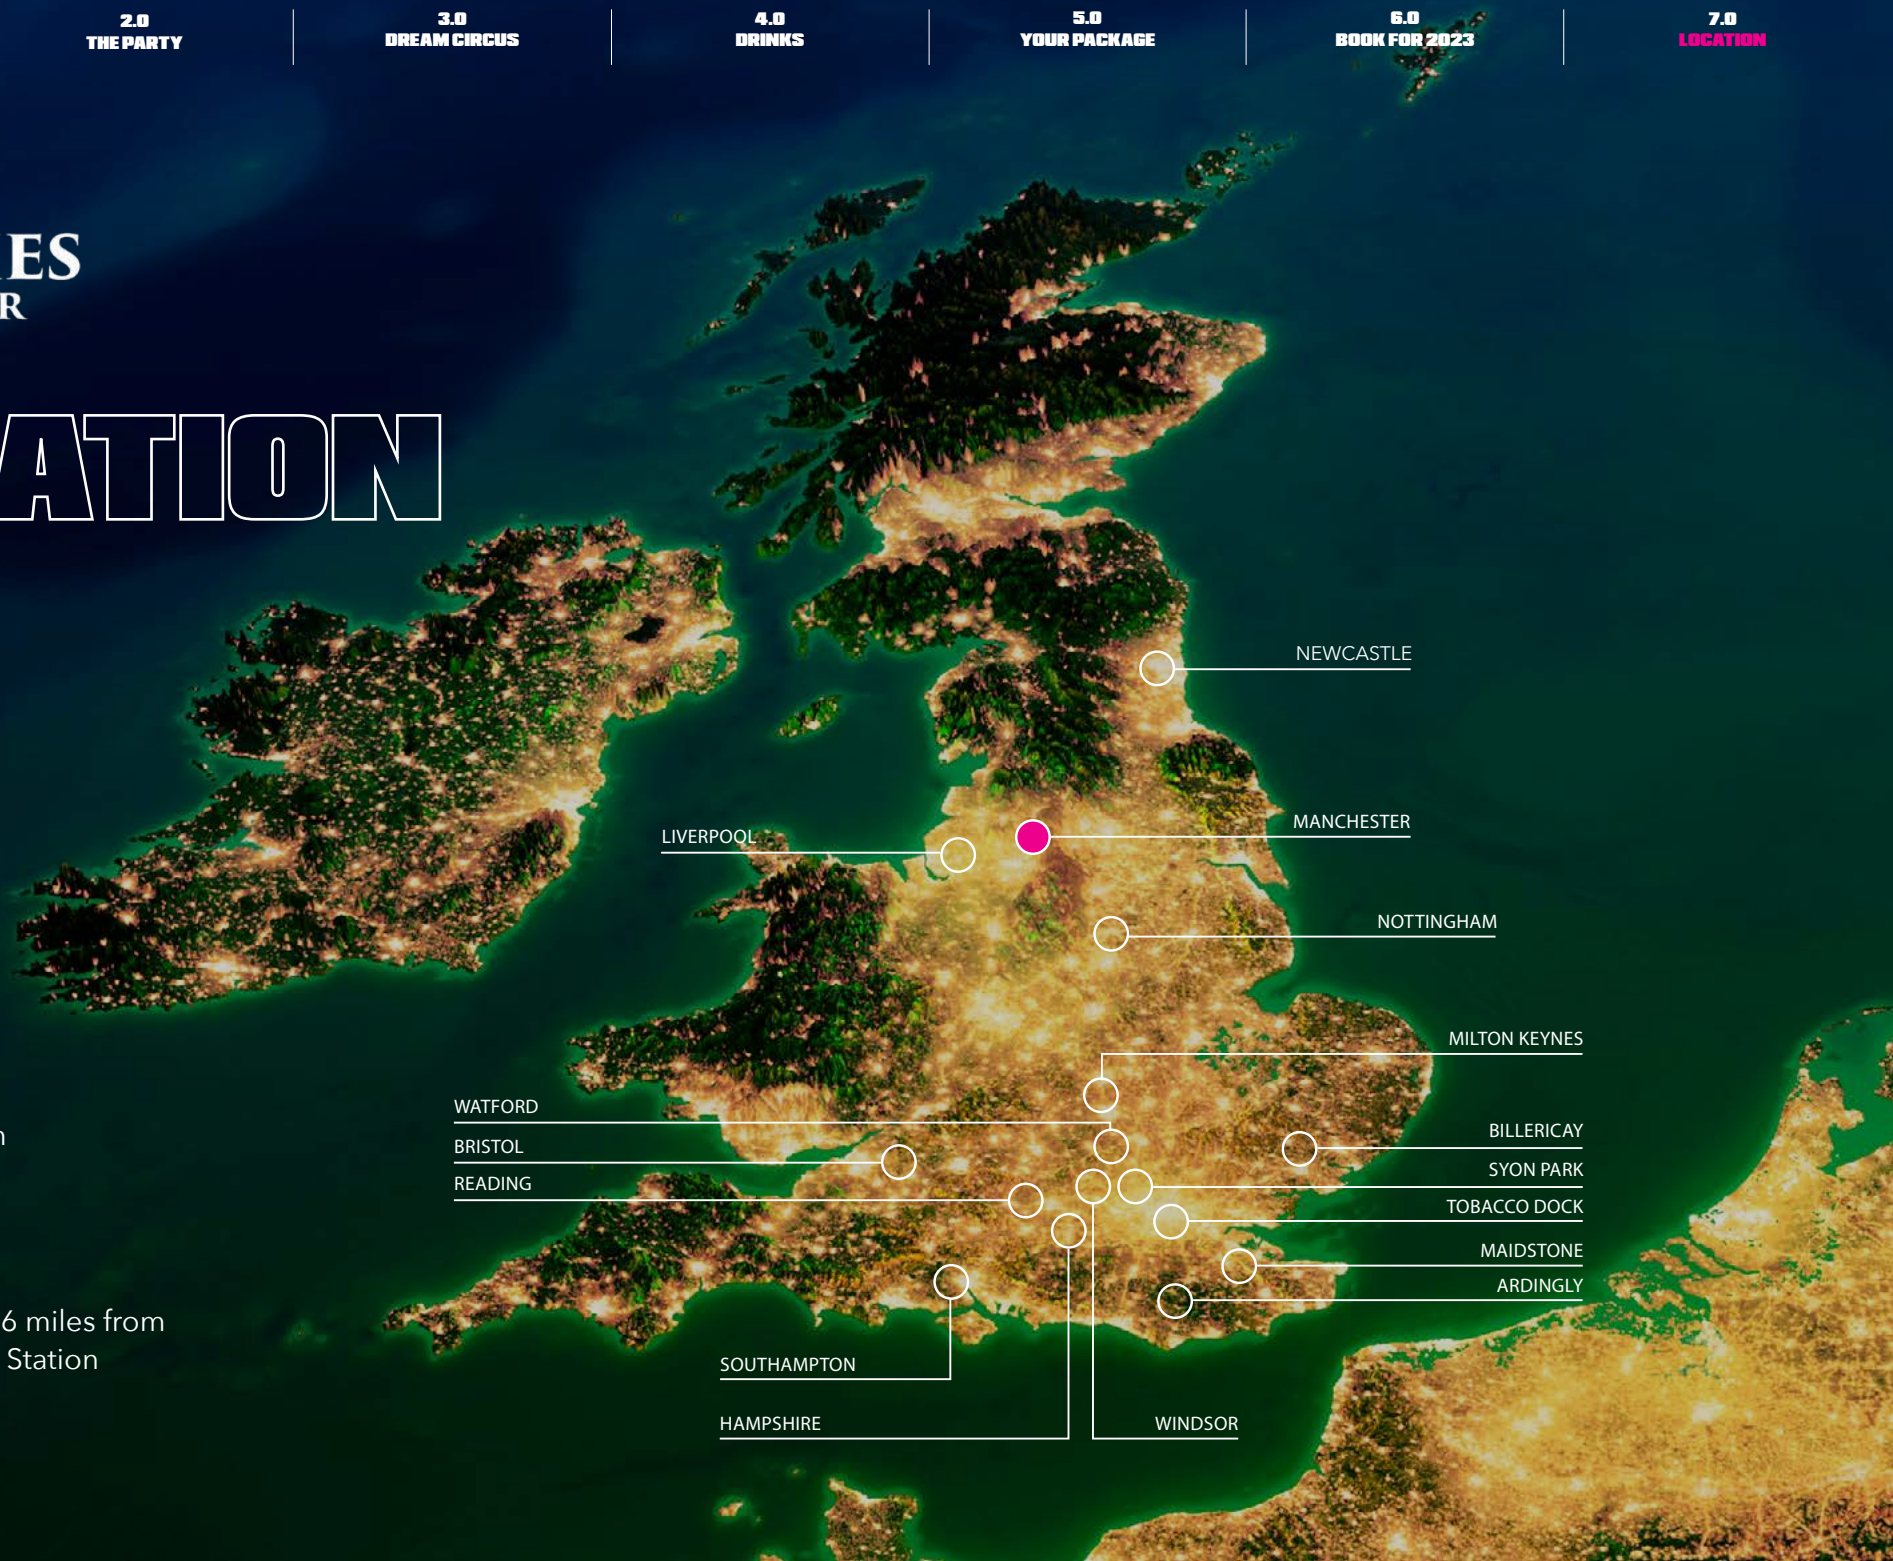 2.0
THE PARTY
3.0
DREAM CIRCUS
4.0
DRINKS
5.0
YOUR PACKAGE
6.0
BOOK FOR 2023
7.0
LOCATION
ES
R
ATION
NEWCASTLE
LIVERPOOL
MANCHESTER
NOTTINGHAM
MILTON KEYNES
WATFORD
BRISTOL
READING
BILLERICAY
SYON PARK
TOBACCO DOCK
MAIDSTONE
ARDINGLY
6 miles from
Station
SOUTHAMPTON
HAMPSHIRE
WINDSOR